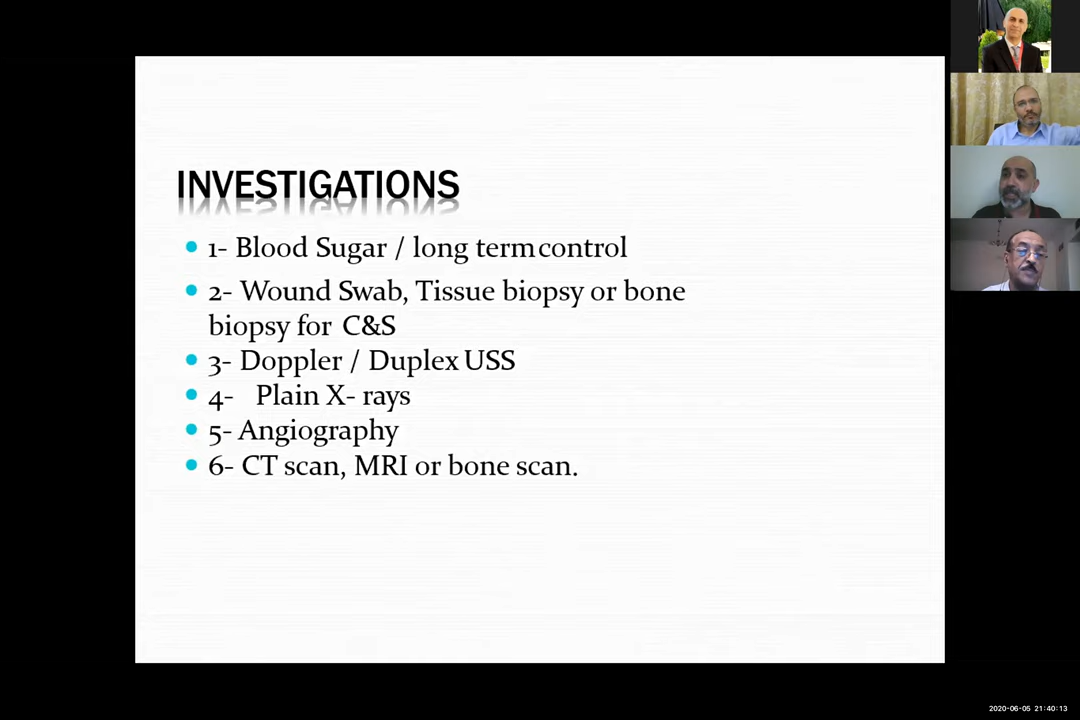 INVESTIGATIONS
1- Blood Sugar / long term control
2- Wound Swab, Tissue biopsy or bone
biopsy for C&S
3- Doppler / Duplex USS
4- Plain X- rays
5- Angiography
6- CT scan, MRI or bone scan.
2020-06-05 21:40:13